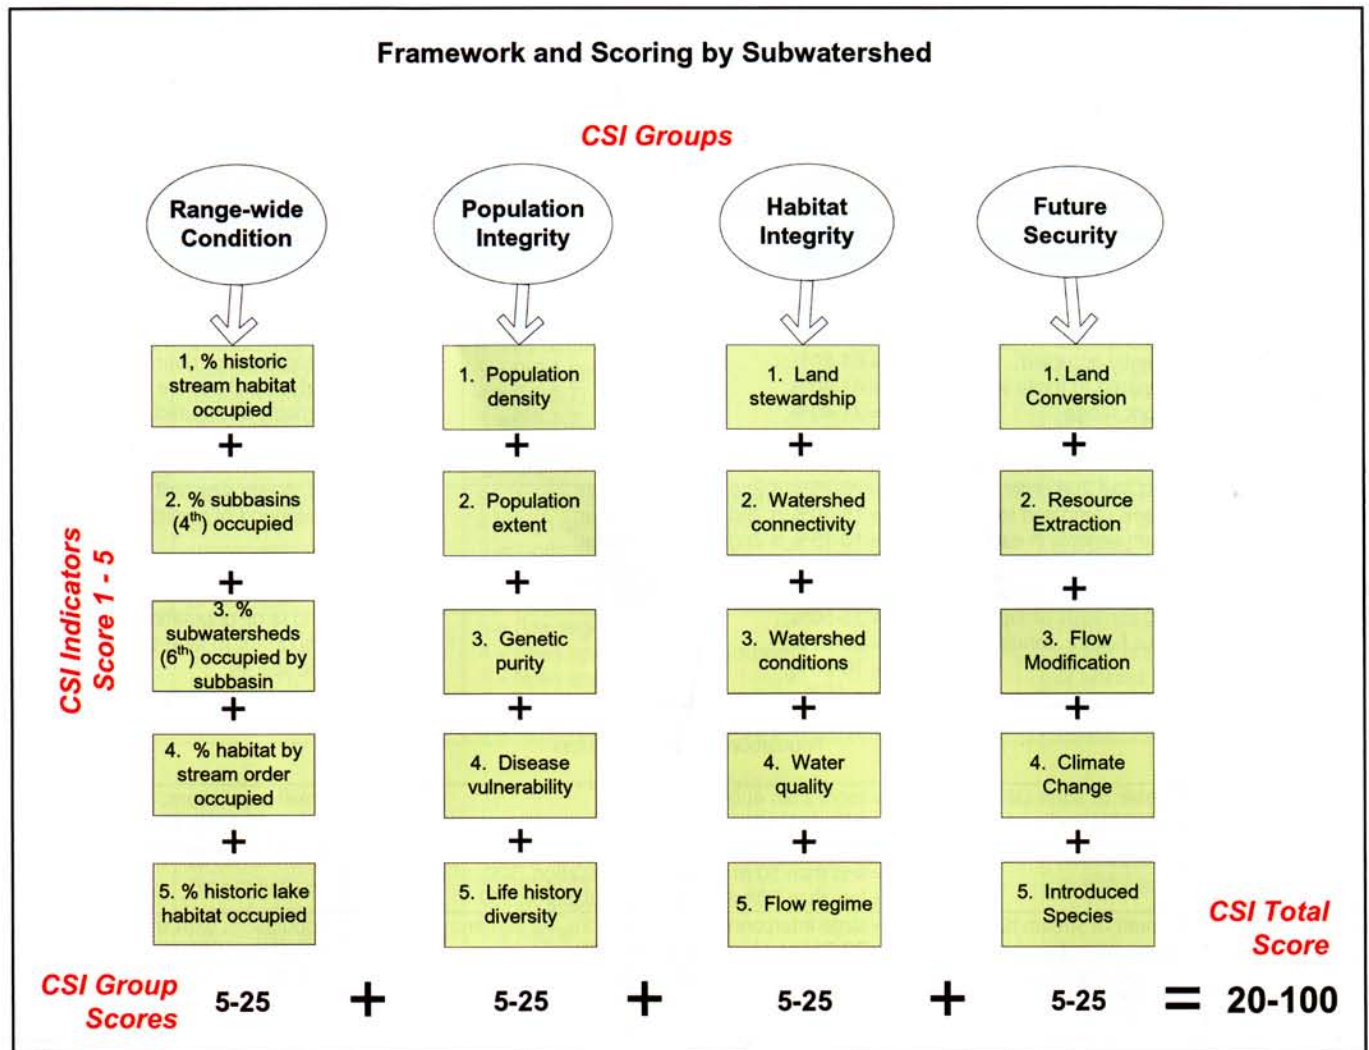 Framework and Scoring by Subwatershed
CSI Groups
Range-wide
Condition
Population
Integrity
Habitat
Integrity
Future
Security
CSI Indicators
Score 1 - 5
1, % historic
stream habitat
occupied
+
2. % subbasins
(4th) occupied
+
3. %
subwatersheds
(6th) occupied by
subbasin
+
4. % habitat by
stream order
occupied
+
5. % historic lake
habitat occupied
1. Population
density
+
2. Population
extent
+
3. Genetic
purity
+
4. Disease
vulnerability
+
5. Life history
diversity
1. Land
stewardship
+
2. Watershed
connectivity
+
3. Watershed
conditions
+
4. Water
quality
+
5. Flow regime
1. Land
Conversion
+
2. Resource
Extraction
+
3. Flow
Modification
+
4. Climate
Change
+
5. Introduced
Species
CSI Total
Score
CSI Group
Scores
5-25 + 5-25 + 5-25 + 5-25 = 20-100